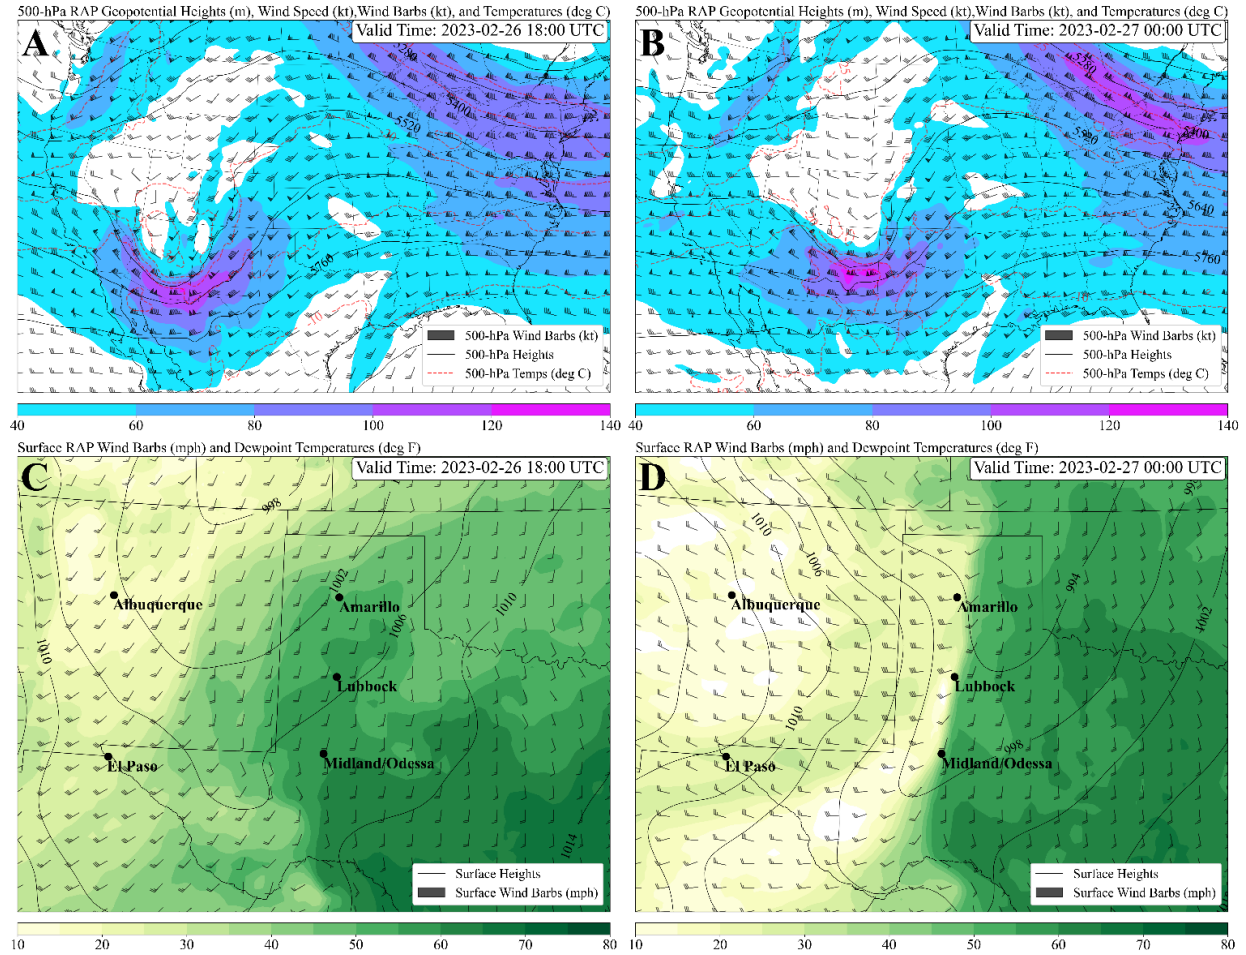 500-hPa RAP Geopotential Heights (m), Wind Speed (kt),Wind Barbs (kt), and Temperatures (deg C)
A
Valid Time: 2023-02-26 18:00 UTC
5280
5400
5520
5760
-10
500-hPa Wind Barbs (kt)
500-hPa Heights
500-hPa Temps (deg C)
40 60 80 100 120 140
500-hPa RAP Geopotential Heights (m), Wind Speed (kt),Wind Barbs (kt), and Temperatures (deg C)
B
Valid Time: 2023-02-27 00:00 UTC
5280
5400
5520
5640
5760
-10
500-hPa Wind Barbs (kt)
500-hPa Heights
500-hPa Temps (deg C)
40 60 80 100 120 140
Surface RAP Wind Barbs (mph) and Dewpoint Temperatures (deg F)
C
Valid Time: 2023-02-26 18:00 UTC
998
1002
1006
1010
1010
1014
Albuquerque
Amarillo
Lubbock
El Paso
Midland/Odessa
Surface Heights
Surface Wind Barbs (mph)
10 20 30 40 50 60 70 80
Surface RAP Wind Barbs (mph) and Dewpoint Temperatures (deg F)
D
Valid Time: 2023-02-27 00:00 UTC
1010
1006
994
1002
1010
998
Albuquerque
Amarillo
Lubbock
El Paso
Midland/Odessa
Surface Heights
Surface Wind Barbs (mph)
10 20 30 40 50 60 70 80